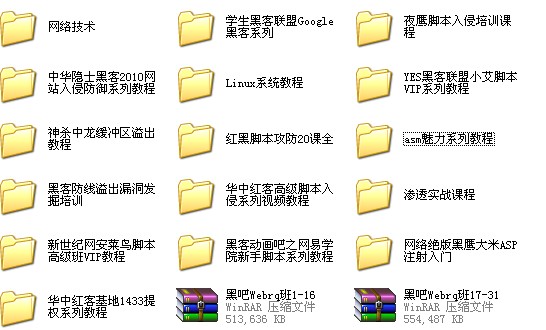 网络技术
学生黑客联盟Google
黑客系列
夜鹰脚本入侵培训课
程
中华隐士黑客2010网
站入侵防御系列教程
Linux系统教程
YES黑客联盟小艾脚本
VIP系列教程
神杀中龙缓冲区溢出
教程
红黑脚本攻防20课全
asm魅力系列教程
黑客防线溢出漏洞发
掘培训
华中红客高级脚本入
侵系列视频教程
渗透实战课程
新世纪网安菜鸟脚本
高级班VIP教程
黑客动画吧之网易学
院新手脚本系列教程
网络绝版黑鹰大米ASP
注射入门
华中红客基地1433提
权系列教程
黑吧Webrq班1-16
WinRAR 压缩文件
513,636 KB
黑吧Webrq班17-31
WinRAR 压缩文件
554,487 KB